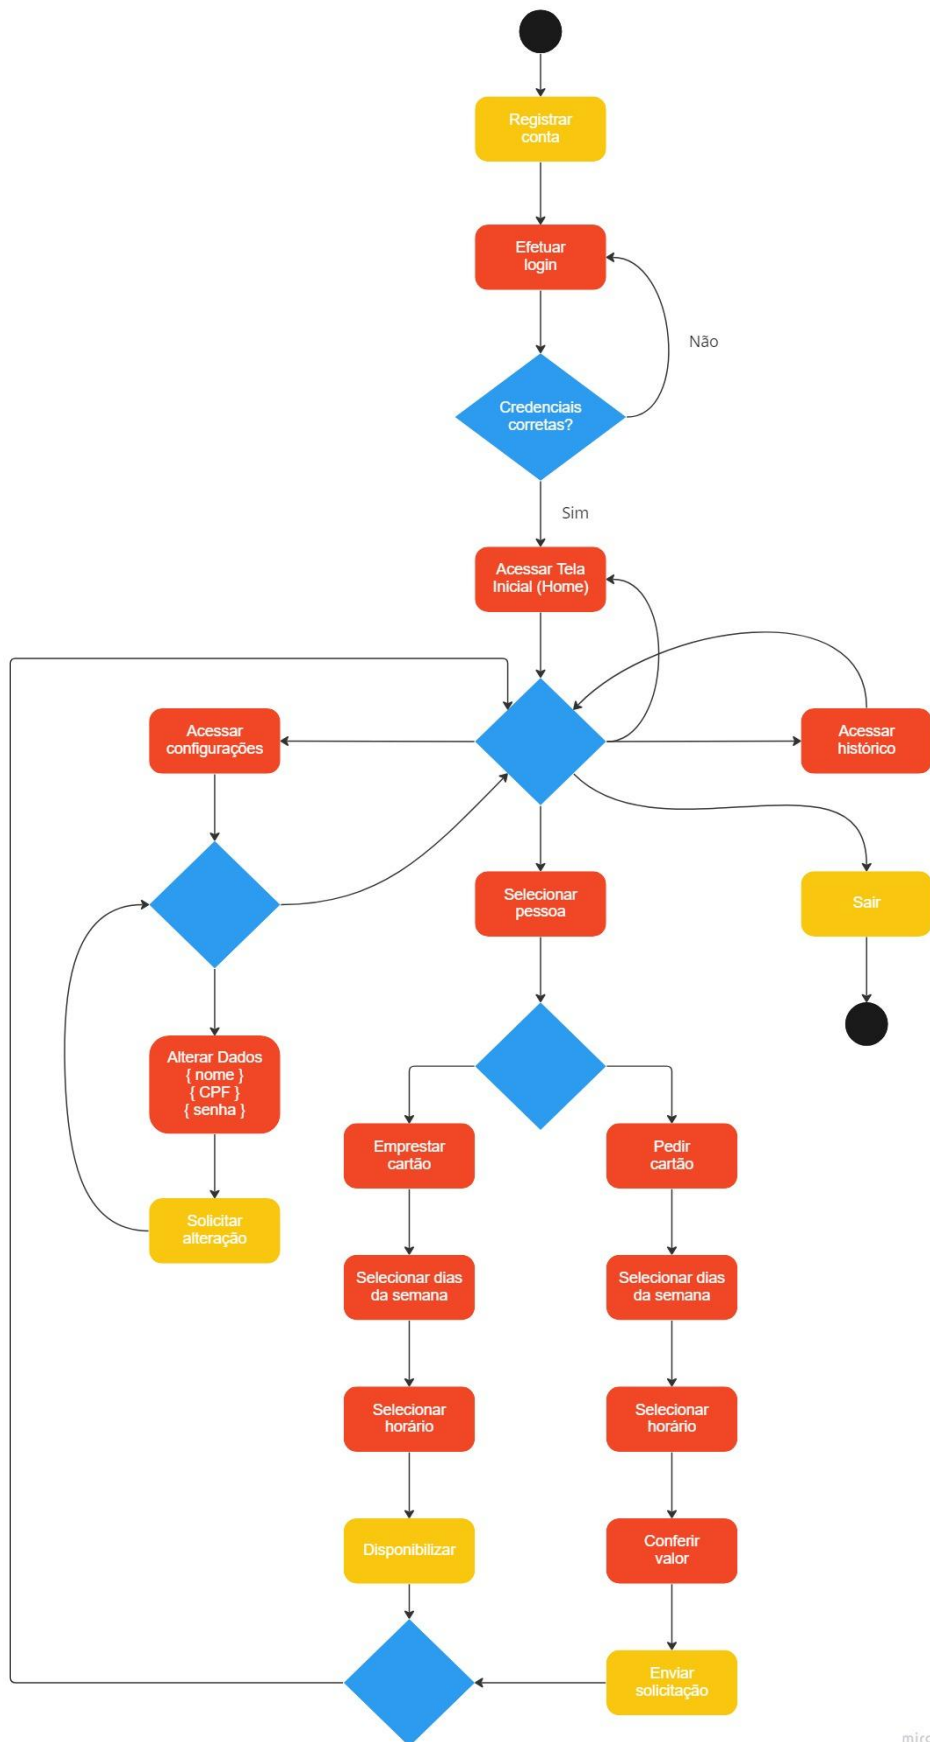 Registrar
conta
Efetuar
login
Não
Credenciais
corretas?
Sim
Acessar Tela
Inicial (Home)
Acessar
configurações
Acessar
histórico
Selecionar
pessoa
Sair
Alterar Dados
{ nome }
{ CPF }
{ senha }
Emprestar
cartão
Pedir
cartão
Solicitar
alteração
Selecionar dias
da semana
Selecionar dias
da semana
Selecionar
horário
Selecionar
horário
Disponibilizar
Conferir
valor
Enviar
solicitação